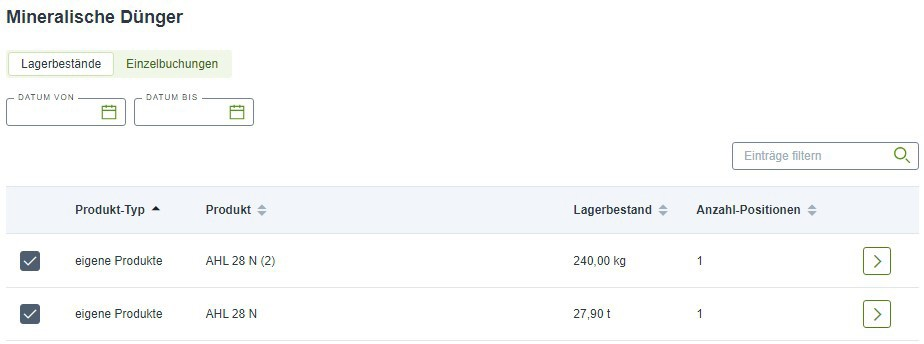 Mineralische Dünger
Lagerbestände Einzelbuchungen
DATUM VON DATUM BIS
Einträge filtern
Produkt-Typ Produkt Lagerbestand Anzahl-Positionen
eigene Produkte AHL 28 N (2) 240,00 kg 1
eigene Produkte AHL 28 N 27,90 t 1